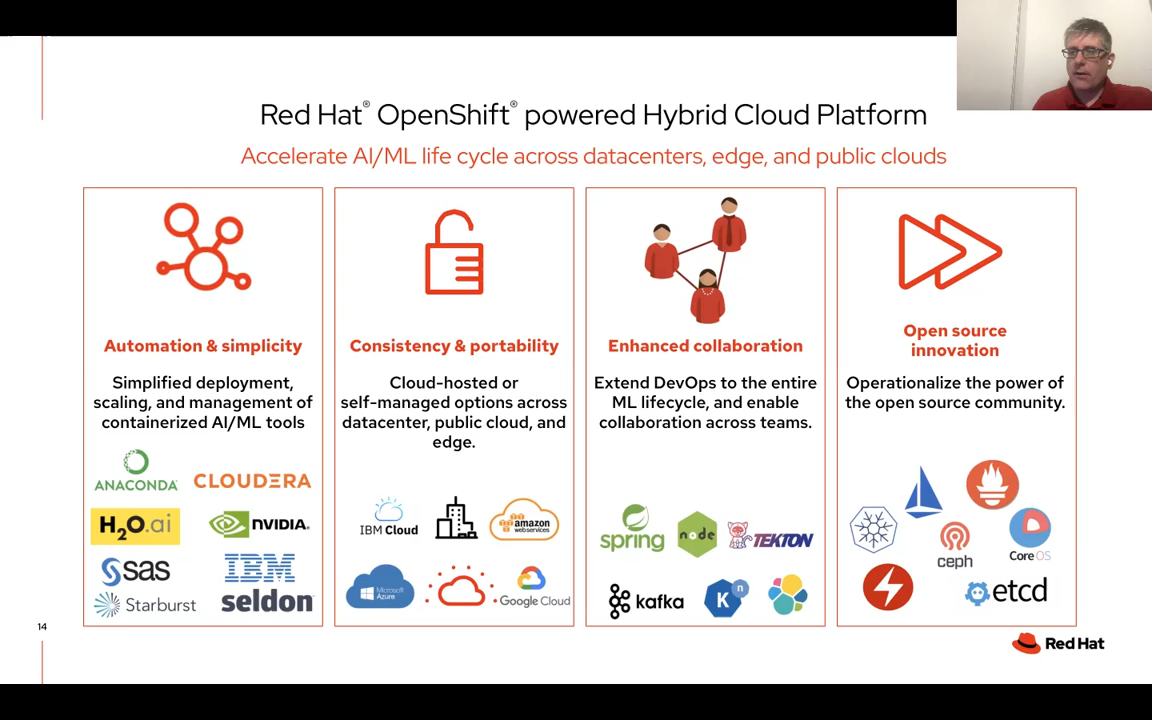 Red Hat® OpenShift® powered Hybrid Cloud Platform
Accelerate AI/ML life cycle across datacenters, edge, and public clouds
Automation & simplicity
Simplified deployment,
scaling, and management of
containerized AI/ML tools
ANACONDA
CLOUDERA
H2O.ai
NVIDIA.
sas
IBM
Starburst
seldon
Consistency & portability
Cloud-hosted or
self-managed options across
datacenter, public cloud, and
edge.
IBM Cloud
amazon
webservices
Microsoft
Azure
Google Cloud
Enhanced collaboration
Extend DevOps to the entire
ML lifecycle, and enable
collaboration across teams.
spring
node
TEKTON
kafka
K
n
Open source
innovation
Operationalize the power of
the open source community.
ceph
Core OS
etcd
14
Red Hat